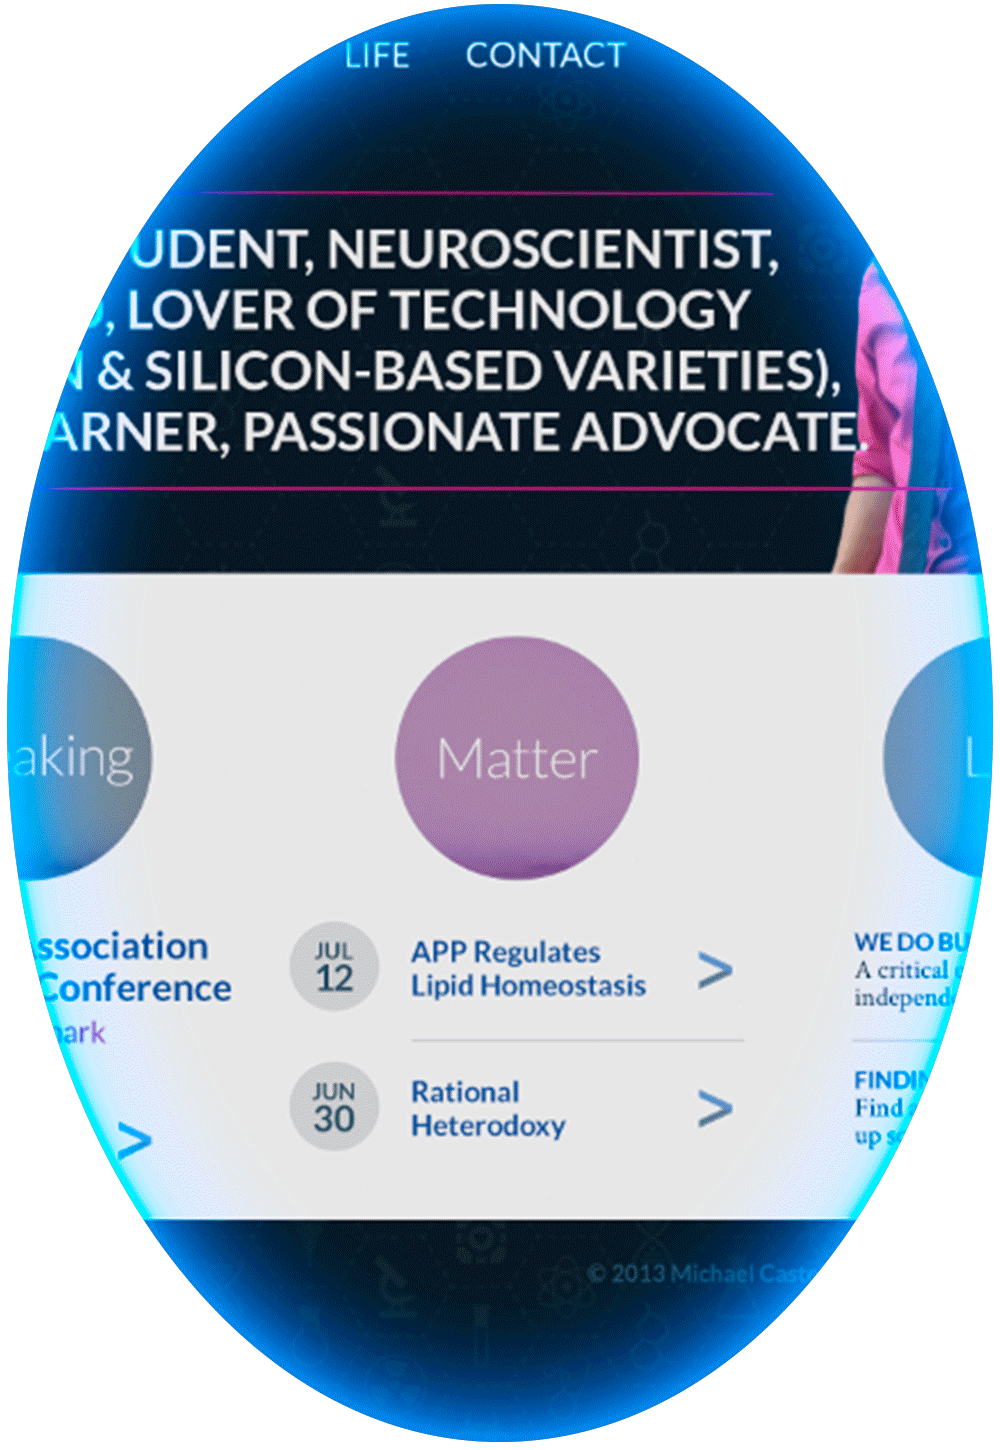 LIFE CONTACT
UDENT, NEUROSCIENTIST,
, LOVER OF TECHNOLOGY
N & SILICON-BASED VARIETIES),
ARNER, PASSIONATE ADVOCATE.
aking
Matter
L
ssociation
Conference
ark
>
JUL
12
APP Regulates
Lipid Homeostasis
>
JUN
30
Rational
Heterodoxy
>
WE DO BU
A critical
independ
FINDIN
Find
up s
© 2013 Michael Cast